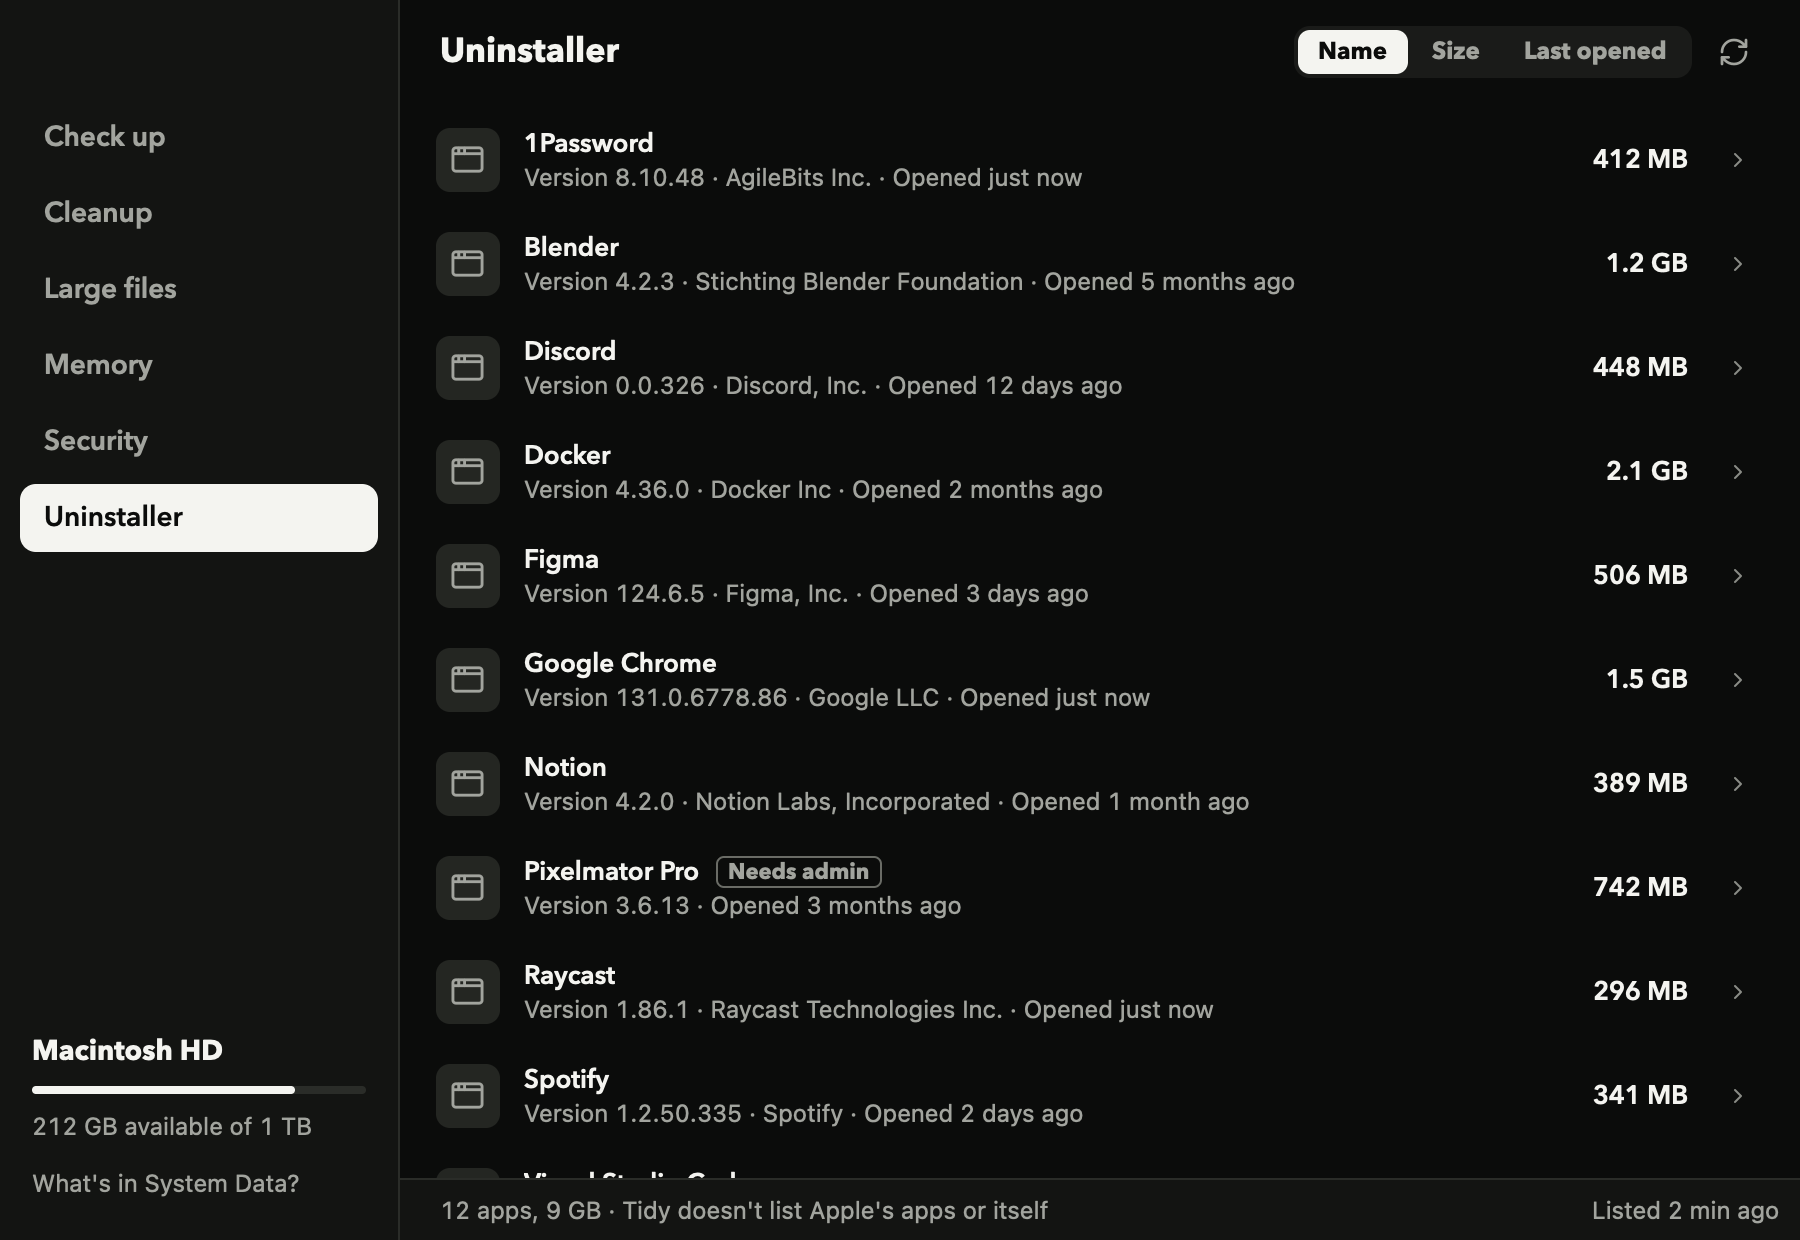 Uninstaller
Name
Size
Last opened
Check up
Cleanup
Large files
Memory
Security
Uninstaller
1Password
Version 8.10.48 · AgileBits Inc. · Opened just now
412 MB
Blender
Version 4.2.3 · Stichting Blender Foundation · Opened 5 months ago
1.2 GB
Discord
Version 0.0.326 · Discord, Inc. · Opened 12 days ago
448 MB
Docker
Version 4.36.0 · Docker Inc · Opened 2 months ago
2.1 GB
Figma
Version 124.6.5 · Figma, Inc. · Opened 3 days ago
506 MB
Google Chrome
Version 131.0.6778.86 · Google LLC · Opened just now
1.5 GB
Notion
Version 4.2.0 · Notion Labs, Incorporated · Opened 1 month ago
389 MB
Pixelmator Pro
Needs admin
Version 3.6.13 · Opened 3 months ago
742 MB
Raycast
Version 1.86.1 · Raycast Technologies Inc. · Opened just now
296 MB
Spotify
Version 1.2.50.335 · Spotify · Opened 2 days ago
341 MB
Visual Studio Code
Macintosh HD
212 GB available of 1 TB
What's in System Data?
12 apps, 9 GB · Tidy doesn't list Apple's apps or itself
Listed 2 min ago